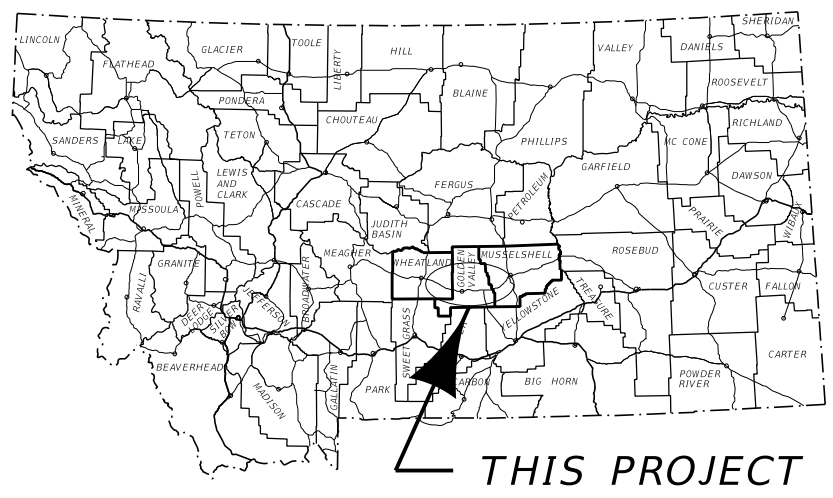 SHERIDAN
LINCOLN
GLACIER
TOOLE
LIBERTY
HILL
VALLEY
DANIELS
FLATHEAD
BLAINE
ROOSEVELT
PONDERA
CHOUTEAU
RICHLAND
TETON
SANDERS
LAKE
PHILLIPS
MC CONE
GARFIELD
DAWSON
LEWIS
AND
CLARK
POWELL
FERGUS
PETROLEUM
MINERAL
MISSOULA
CASCADE
JUDITH
BASIN
PRAIRIE
WIBAUX
MEAGHER
WHEATLAND
GOLDEN
VALLEY
MUSSELSHELL
ROSEBUD
GRANITE
RAVALLI
BROADWATER
CUSTER
FALLON
TREASURE
DEER
LODGE
SILVER
BOW
JEFFERSON
YELLOWSTONE
SWEET GRASS
CARTER
BEAVERHEAD
MADISON
GALLATIN
PARK
CARBON
BIG HORN
POWDER
RIVER
THIS PROJECT